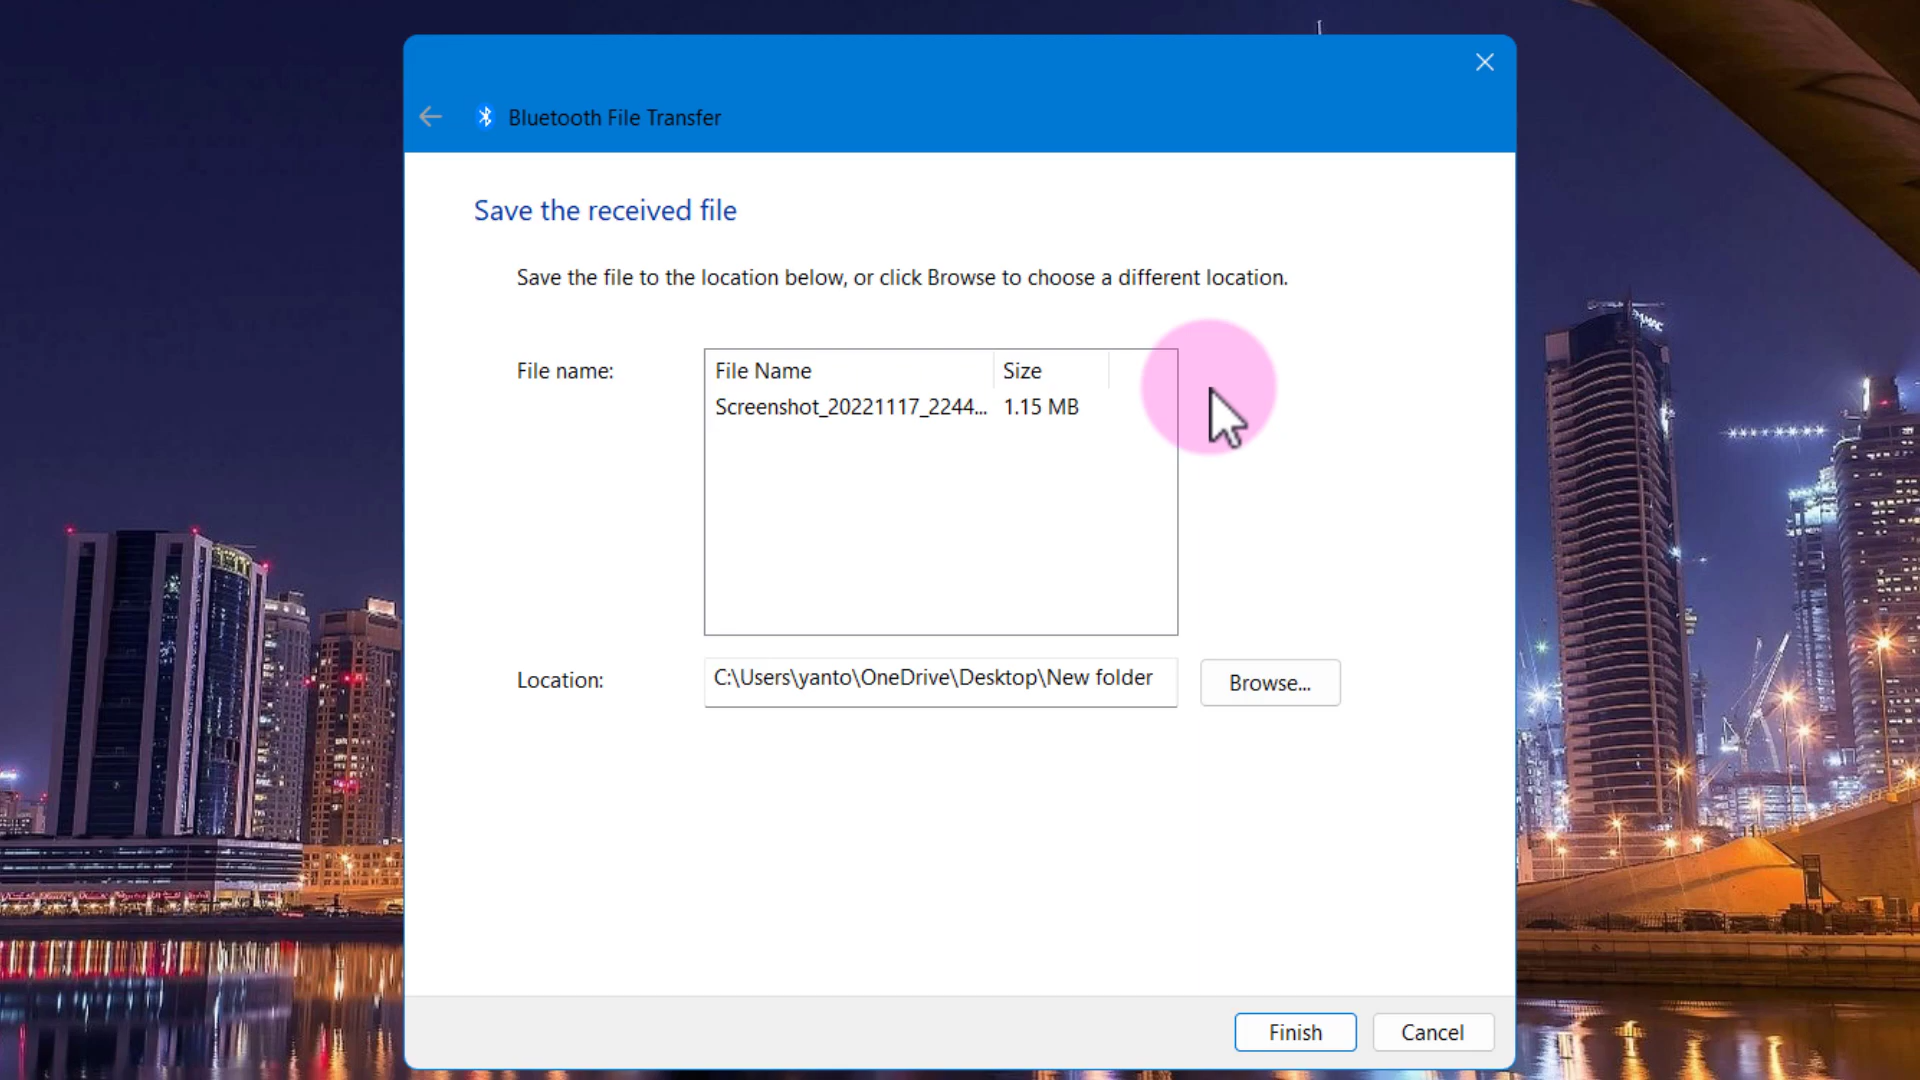 Bluetooth File Transfer
Save the received file
Save the file to the location below, or click Browse to choose a different location.
File name:
File Name Size
Screenshot_20221117_2244... 1.15 MB
Location:
C:\Users\yanto\OneDrive\Desktop\New folder
Browse...
Finish Cancel